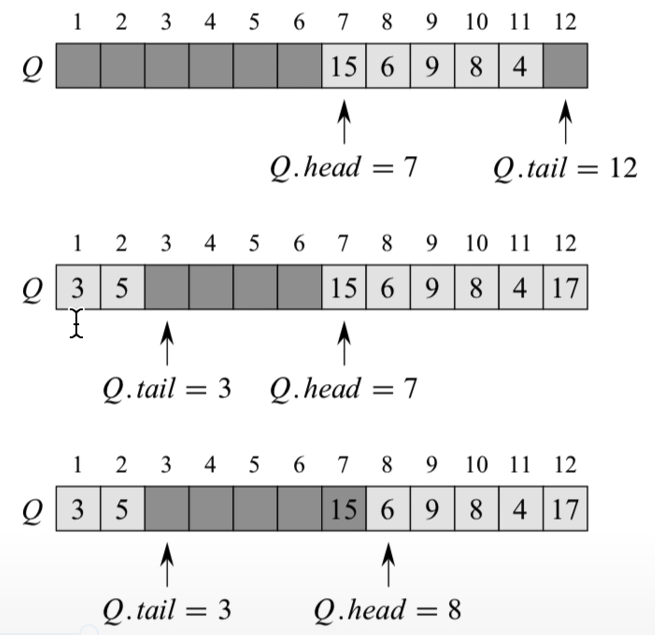 1 2 3 4 5 6 7 8 9 10 11 12
Q 15 6 9 8 4
Q.head = 7 Q.tail = 12
1 2 3 4 5 6 7 8 9 10 11 12
Q 3 5 15 6 9 8 4 17
Q.tail = 3 Q.head = 7
1 2 3 4 5 6 7 8 9 10 11 12
Q 3 5 15 6 9 8 4 17
Q.tail = 3 Q.head = 8